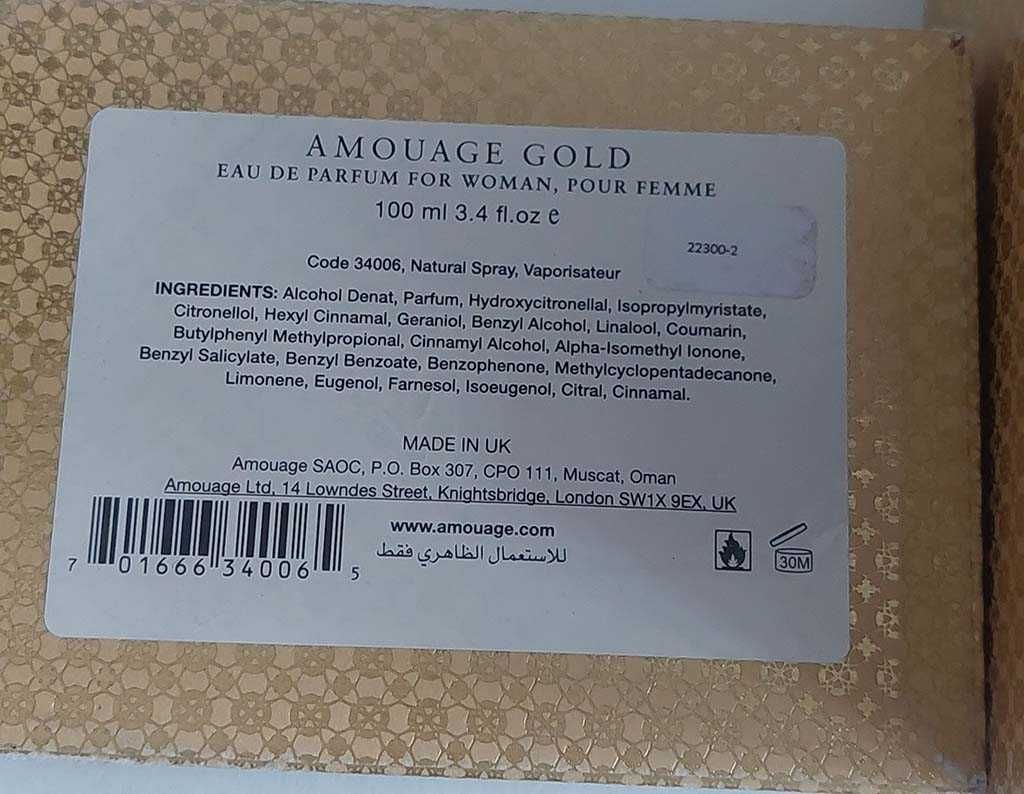 AMOUAGE GOLD
EAU DE PARFUM FOR WOMAN, POUR FEMME
100 ml 3.4 fl.oz e
22300-2
Code 34006, Natural Spray, Vaporisateur
INGREDIENTS: Alcohol Denat, Parfum, Hydroxycitronellal, Isopropylmyristate,
Citronellol, Hexyl Cinnamal, Geraniol, Benzyl Alcohol, Linalool, Coumarin,
Butylphenyl Methylpropional, Cinnamyl Alcohol, Alpha-Isomethyl Ionone,
Benzyl Salicylate, Benzyl Benzoate, Benzophenone, Methylcyclopentadecanone,
Limonene, Eugenol, Farnesol, Isoeugenol, Citral, Cinnamal.
MADE IN UK
Amouage SAOC, P.O. Box 307, CPO 111, Muscat, Oman
Amouage Ltd, 14 Lowndes Street, Knightsbridge, London SW1X 9EX, UK
www.amouage.com
للاستعمال الظاهري فقط
7 01666 34006 5
30M